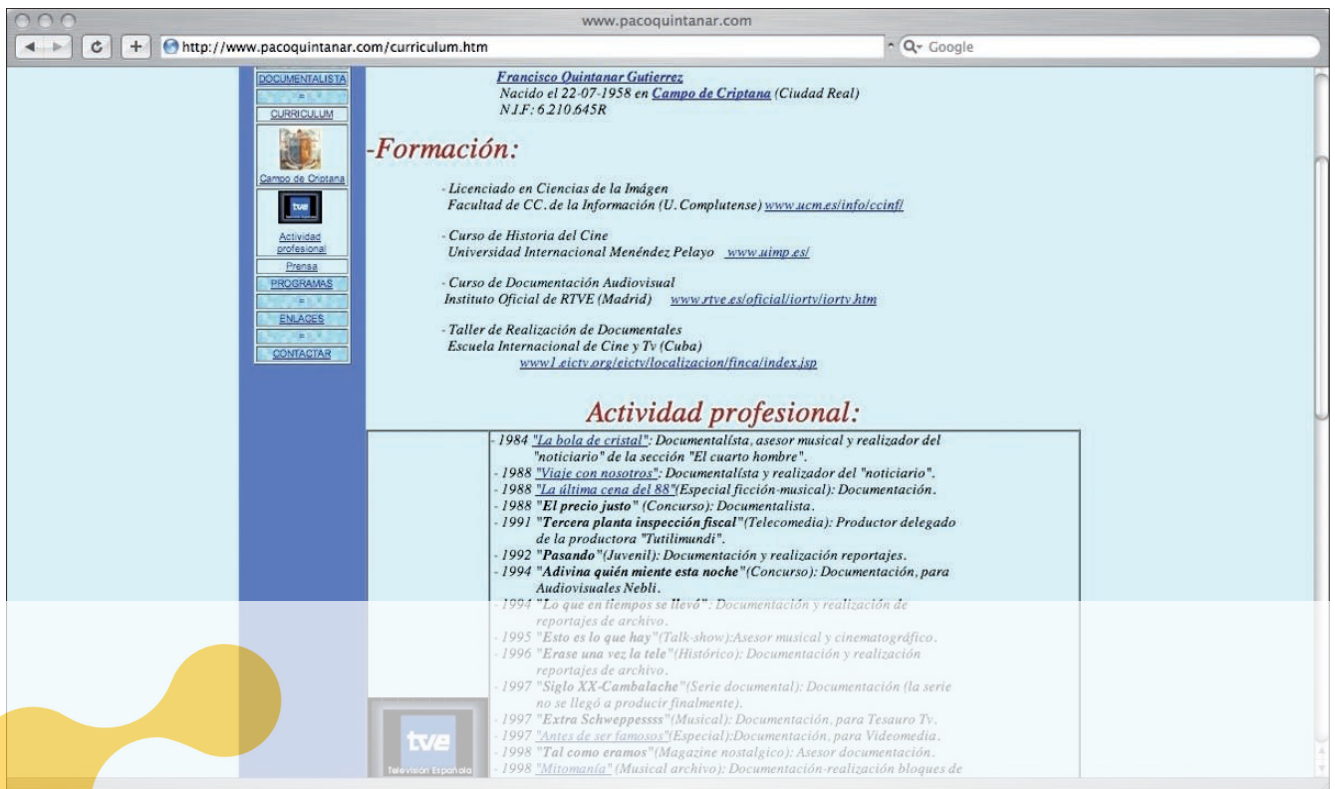 www.pacoquintanar.com
http://www.pacoquintanar.com/curriculum.htm
Google
DOCUMENTALISTA
CURRICULUM
Campo de Criptana
tve
Actividad
profesional
Prensa
PROGRAMAS
ENLACES
CONTACTAR
Francisco Quintanar Gutierrez
Nacido el 22-07-1958 en Campo de Criptana (Ciudad Real)
N.I.F: 6.210.645R
-Formación:
- Licenciado en Ciencias de la Imágen
Facultad de CC. de la Información (U. Complutense) www.ucm.es/info/ccinf/
- Curso de Historia del Cine
Universidad Internacional Menéndez Pelayo www.uimp.es/
- Curso de Documentación Audiovisual
Instituto Oficial de RTVE (Madrid) www.rtve.es/oficial/iortv/iortv.htm
- Taller de Realización de Documentales
Escuela Internacional de Cine y Tv (Cuba)
www1.eictv.org/eictv/localizacion/finca/index.jsp
Actividad profesional:
- 1984 "La bola de cristal": Documentalísta, asesor musical y realizador del
"noticiario" de la sección "El cuarto hombre".
- 1988 "Viaje con nosotros": Documentalísta y realizador del "noticiario".
- 1988 "La última cena del 88"(Especial ficción-musical): Documentación.
- 1988 "El precio justo" (Concurso): Documentalista.
- 1991 "Tercera planta inspección fiscal"(Telecomedia): Productor delegado
de la productora "Tutilimundi".
- 1992 "Pasando"(Juvenil): Documentación y realización reportajes.
- 1994 "Adivina quién miente esta noche"(Concurso): Documentación, para
Audiovisuales Nebli.
- 1994 "Lo que en tiempos se llevó": Documentación y realización de
reportajes de archivo.
- 1995 "Esto es lo que hay"(Talk-show):Asesor musical y cinematográfico.
- 1996 "Erase una vez la tele"(Histórico): Documentación y realización
reportajes de archivo.
- 1997 "Siglo XX-Cambalache"(Serie documental): Documentación (la serie
no se llegó a producir finalmente).
- 1997 "Extra Schweppessss"(Musical): Documentación, para Tesauro Tv.
- 1997 "Antes de ser famosos"(Especial):Documentación, para Videomedia.
- 1998 "Tal como eramos"(Magazine nostalgico): Asesor documentación.
- 1998 "Mitomanía" (Musical archivo): Documentación-realización bloques de
tve
Televisión Española